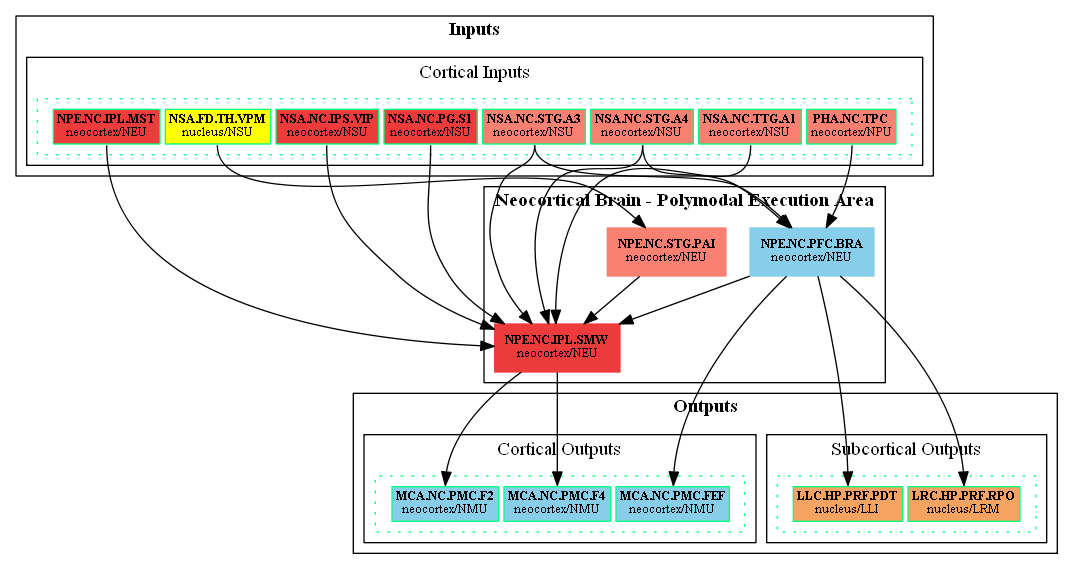 Inputs
Cortical Inputs
NPE.NC.IPL.MST
neocortex/NEU
NSA.FD.TH.VPM
nucleus/NSU
NSA.NC.IPS.VIP
neocortex/NSU
NSA.NC.PG.S1
neocortex/NSU
NSA.NC.STG.A3
neocortex/NSU
NSA.NC.STG.A4
neocortex/NSU
NSA.NC.TTG.A1
neocortex/NSU
PHA.NC.TPC
neocortex/NPU
Neocortical Brain - Polymodal Execution Area
NPE.NC.STG.PAI
neocortex/NEU
NPE.NC.PFC.BRA
neocortex/NEU
NPE.NC.IPL.SMW
neocortex/NEU
Outputs
Cortical Outputs
MCA.NC.PMC.F2
neocortex/NMU
MCA.NC.PMC.F4
neocortex/NMU
MCA.NC.PMC.FEF
neocortex/NMU
Subcortical Outputs
LLC.HP.PRF.PDT
nucleus/LLI
LRC.HP.PRF.RPO
nucleus/LRM